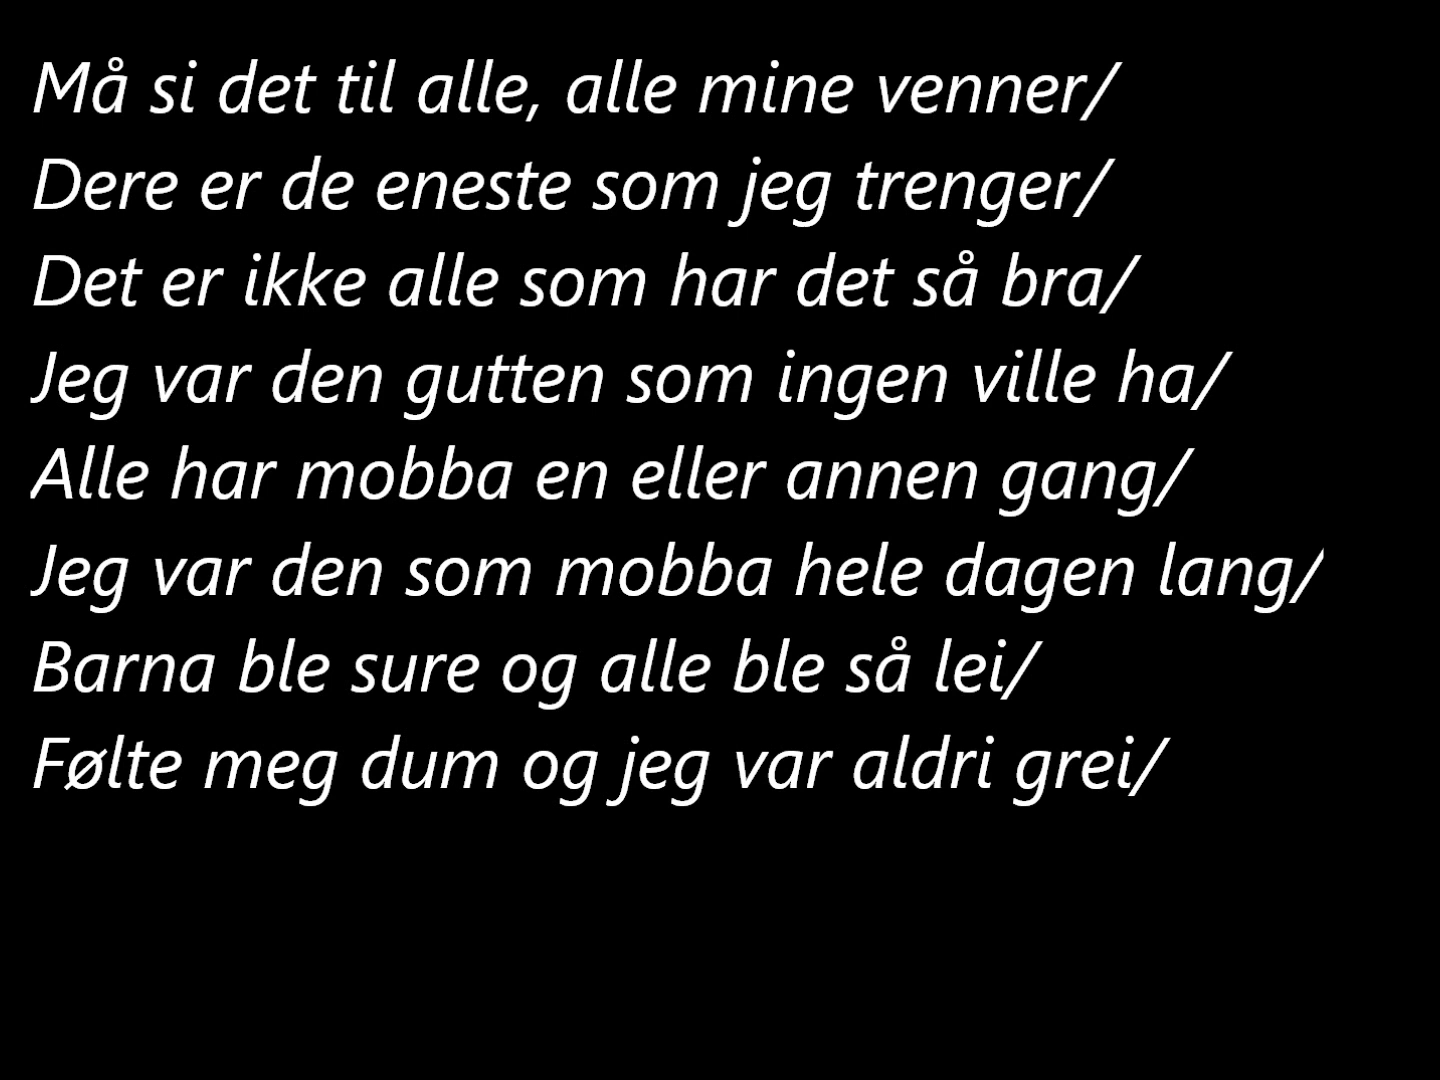 Må si det til alle, alle mine venner/
Dere er de eneste som jeg trenger/
Det er ikke alle som har det så bra/
Jeg var den gutten som ingen ville ha/
Alle har mobba en eller annen gang/
Jeg var den som mobba hele dagen lang/
Barna ble sure og alle ble så lei/
Følte meg dum og jeg var aldri grei/